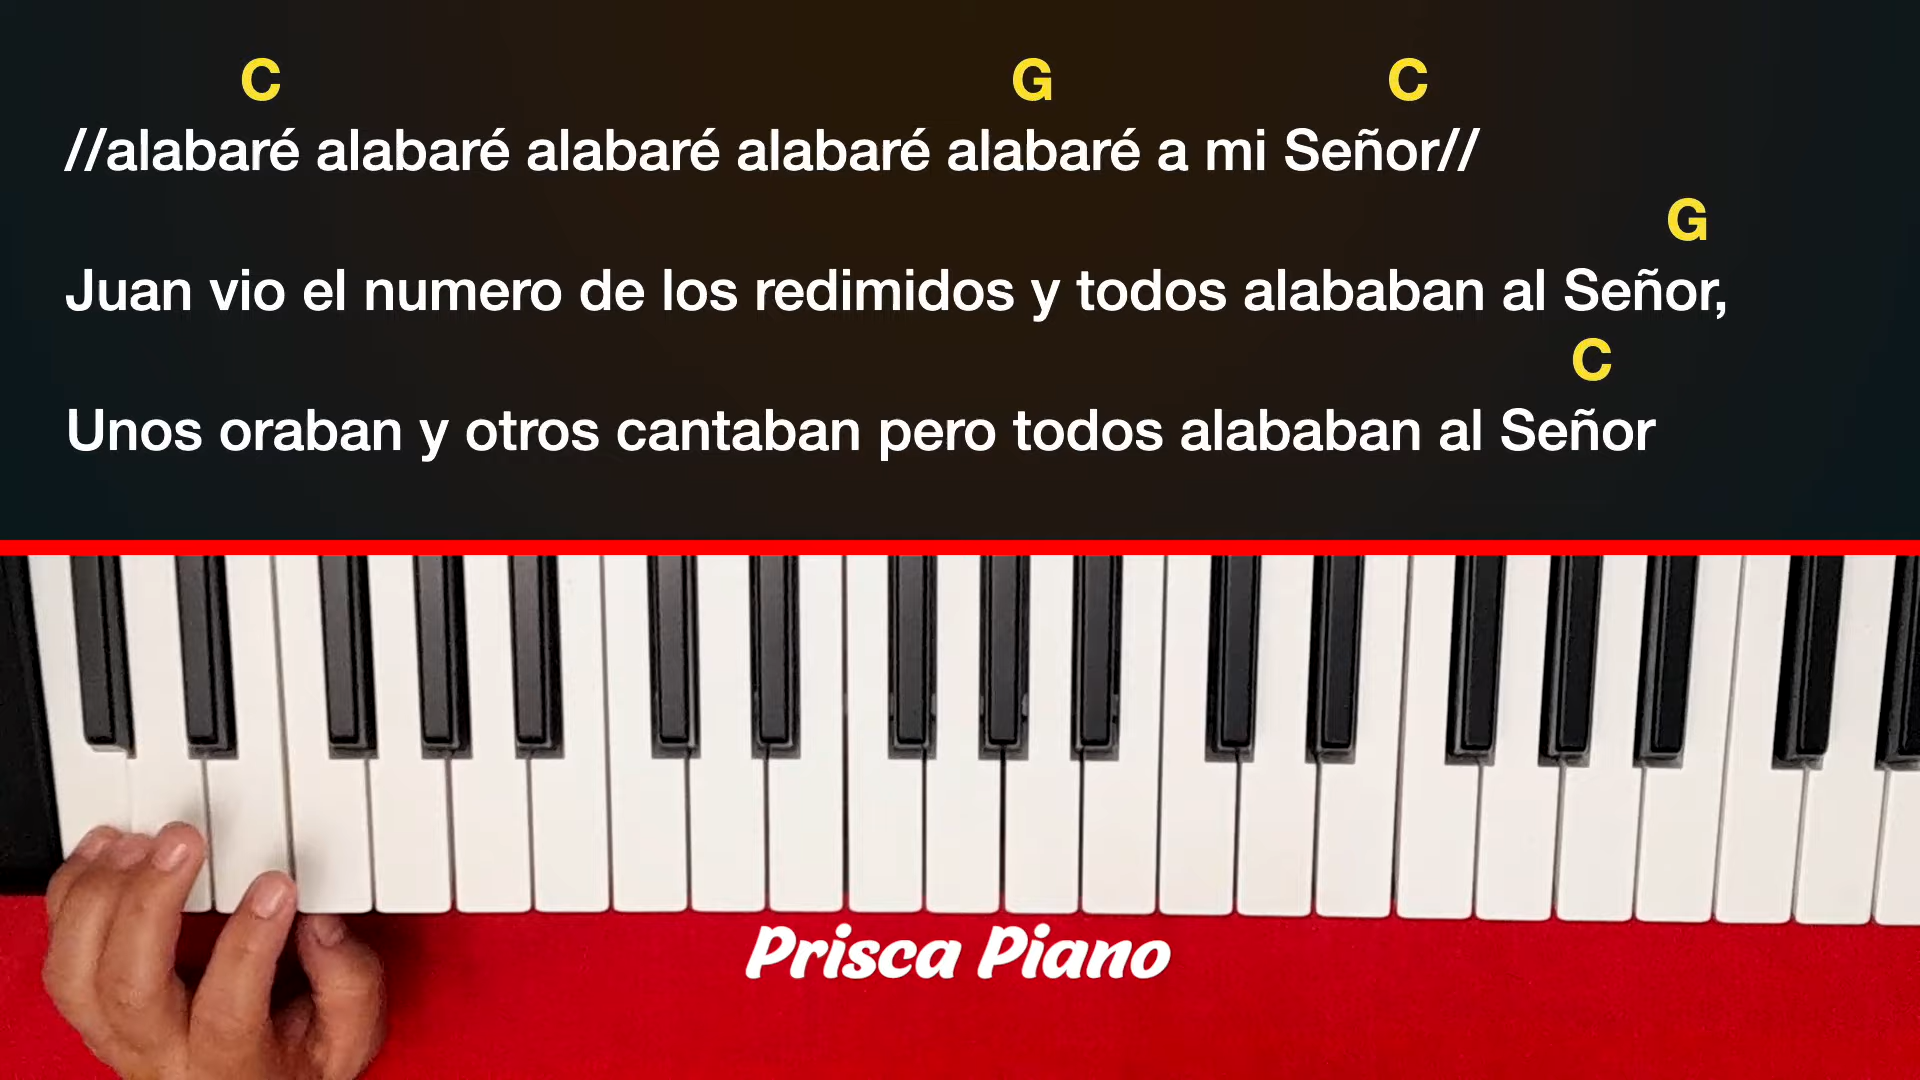 C G C
//alabaré alabaré alabaré alabaré alabaré a mi Señor//
G
Juan vio el numero de los redimidos y todos alababan al Señor,
C
Unos oraban y otros cantaban pero todos alababan al Señor
Prisca Piano